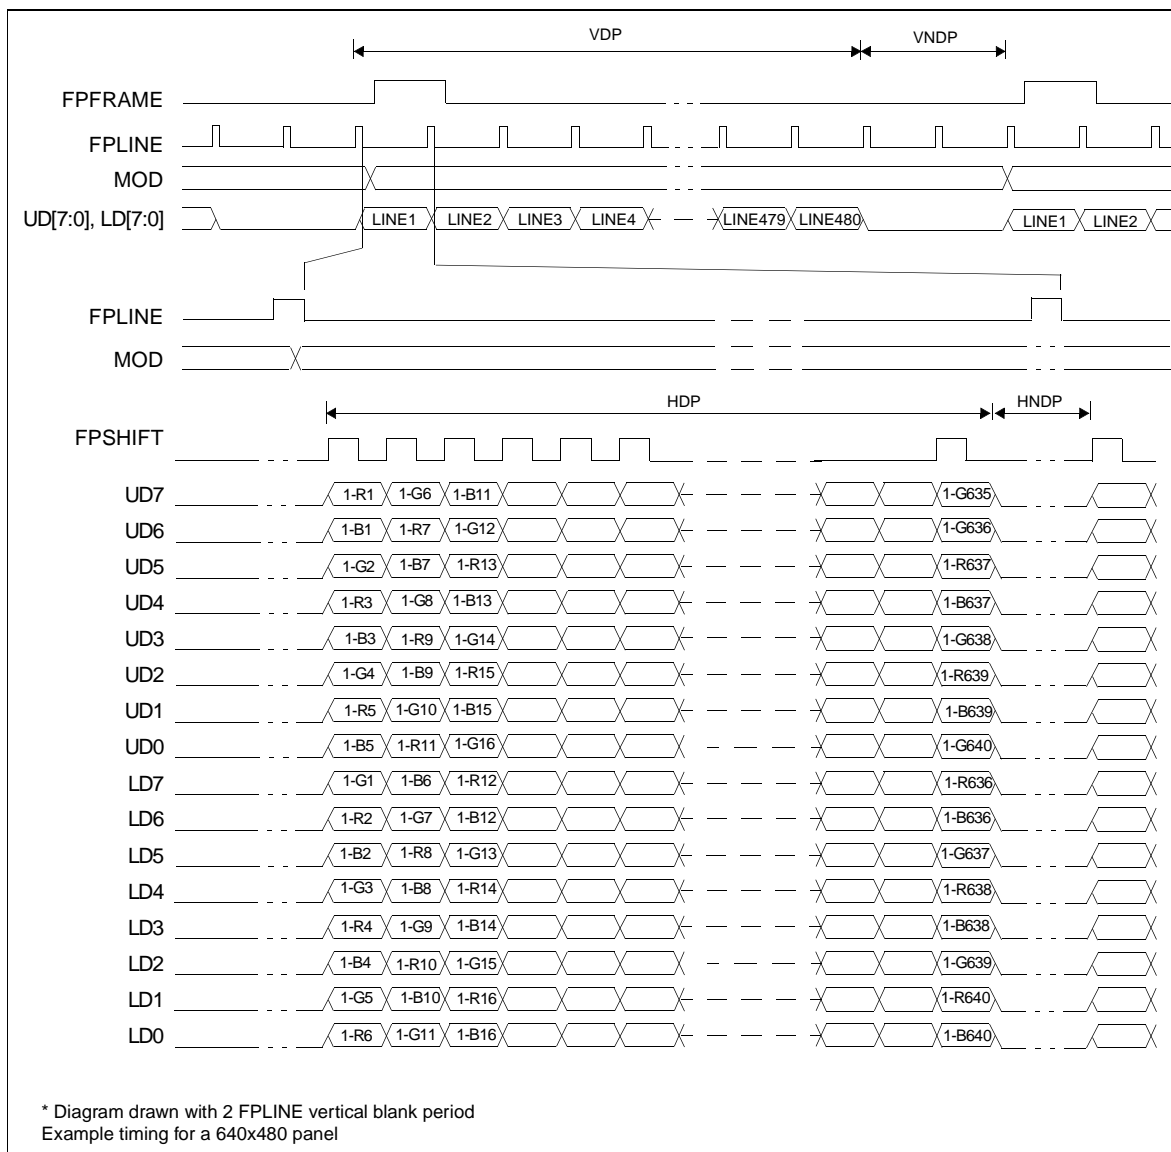 VDP VNDP
FPFRAME
FPLINE
MOD
UD[7:0], LD[7:0] LINE1 LINE2 LINE3 LINE4 LINE479 LINE480 LINE1 LINE2
FPLINE
MOD
HDP HNDP
FPSHIFT
UD7 1-R1 1-G6 1-B11 1-G635
UD6 1-B1 1-R7 1-G12 1-G636
UD5 1-G2 1-B7 1-R13 1-R637
UD4 1-R3 1-G8 1-B13 1-B637
UD3 1-B3 1-R9 1-G14 1-G638
UD2 1-G4 1-B9 1-R15 1-R639
UD1 1-R5 1-G10 1-B15 1-B639
UD0 1-B5 1-R11 1-G16 1-G640
LD7 1-G1 1-B6 1-R12 1-R636
LD6 1-R2 1-G7 1-B12 1-B636
LD5 1-B2 1-R8 1-G13 1-G637
LD4 1-G3 1-B8 1-R14 1-R638
LD3 1-R4 1-G9 1-B14 1-B638
LD2 1-B4 1-R10 1-G15 1-G639
LD1 1-G5 1-B10 1-R16 1-R640
LD0 1-R6 1-G11 1-B16 1-B640
* Diagram drawn with 2 FPLINE vertical blank period
Example timing for a 640x480 panel